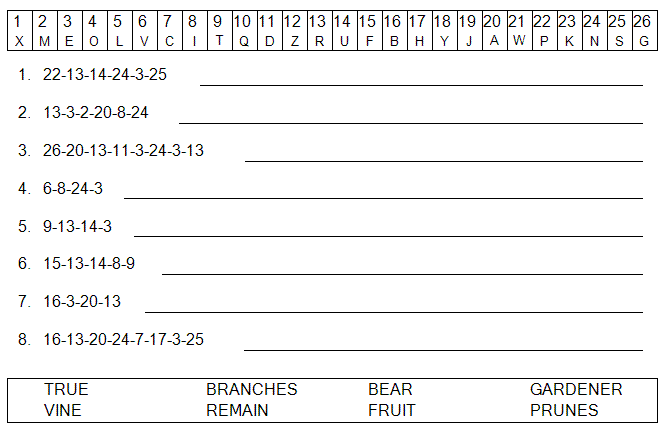 1 2 3 4 5 6 7 8 9 10 11 12 13 14 15 16 17 18 19 20 21 22 23 24 25 26
X M E O L V C I T Q D Z R U F B H Y J A W P K N S G
1. 22-13-14-24-3-25
2. 13-3-2-20-8-24
3. 26-20-13-11-3-24-3-13
4. 6-8-24-3
5. 9-13-14-3
6. 15-13-14-8-9
7. 16-3-20-13
8. 16-13-20-24-7-17-3-25
TRUE BRANCHES BEAR GARDENER
VINE REMAIN FRUIT PRUNES